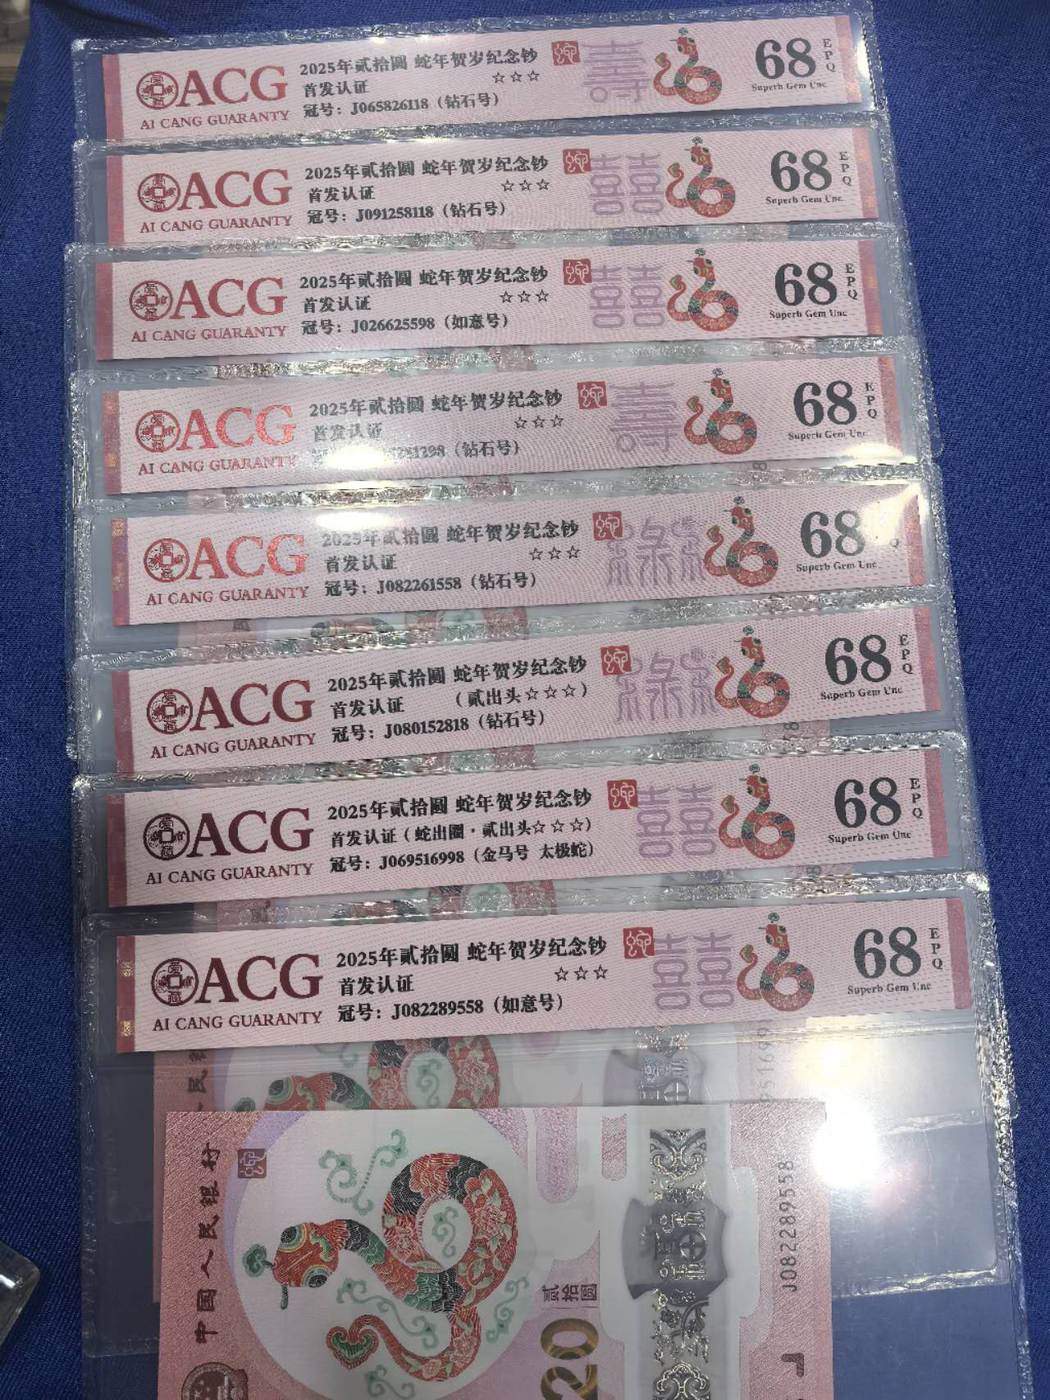 ACG
AI CANG GUARANTY
2025年贰拾圆 蛇年贺岁纪念钞
首发认证 ☆☆☆
冠号：J065826118（钻石号）
蛇
壽
68 EPQ
Superb Gem Unc
ACG
AI CANG GUARANTY
2025年贰拾圆 蛇年贺岁纪念钞
首发认证 ☆☆☆
冠号：J091258118（钻石号）
蛇
囍
68 EPQ
Superb Gem Unc
ACG
AI CANG GUARANTY
2025年贰拾圆 蛇年贺岁纪念钞
首发认证 ☆☆☆
冠号：J026625598（如意号）
蛇
囍
68 EPQ
Superb Gem Unc
ACG
AI CANG GUARANTY
2025年贰拾圆 蛇年贺岁纪念钞
首发认证 ☆☆☆
（钻石号）
蛇
壽
68 EPQ
Superb Gem Unc
ACG
AI CANG GUARANTY
2025年贰拾圆 蛇年贺岁纪念钞
首发认证 ☆☆☆
冠号：J082261558（钻石号）
蛇
68
Superb Gem Unc
ACG
AI CANG GUARANTY
2025年贰拾圆 蛇年贺岁纪念钞
首发认证 （贰出头☆☆☆）
冠号：J080152818（钻石号）
蛇
68 EPQ
Superb Gem Unc
ACG
AI CANG GUARANTY
2025年贰拾圆 蛇年贺岁纪念钞
首发认证（蛇出圈·贰出头☆☆☆）
冠号：J069516998（金马号 太极蛇）
蛇
囍
68 EPQ
Superb Gem Unc
ACG
AI CANG GUARANTY
2025年贰拾圆 蛇年贺岁纪念钞
首发认证 ☆☆☆
冠号：J082289558（如意号）
蛇
囍
68 EPQ
Superb Gem Unc
中国人民银行
蛇
贰拾圆
20
J082289558